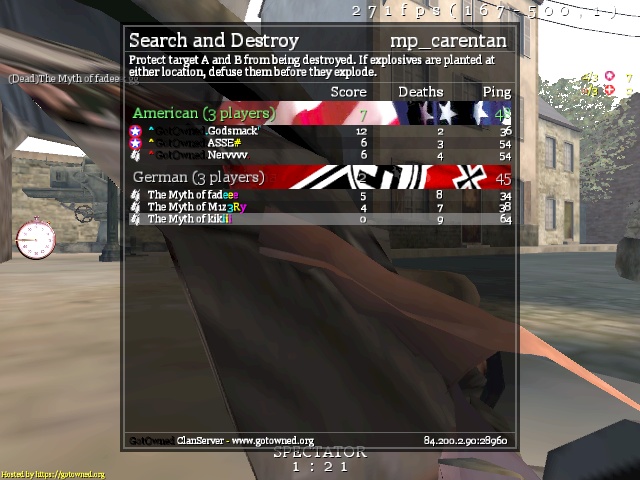 271fps(167-500,1)
Search and Destroy mp_carentan
Protect target A and B from being destroyed. If explosives are planted at
either location, defuse them before they explode.
(Dead)The Myth of fadee
Score Deaths Ping
7
American (3 players) 7
^GotOwned.Godsmack' 12 2 36
^GotOwned.ASSE# 6 3 54
^GotOwned.Nervvvv 6 4 54
German (3 players) 2 45
The Myth of fadeee 5 8 34
The Myth of M1z3Ry 4 7 38
The Myth of kikiii 0 9 64
GotOwned ClanServer - www.gotowned.org 84.200.2.90:28960
SPECTATOR
1:21
Hosted by https://gotowned.org